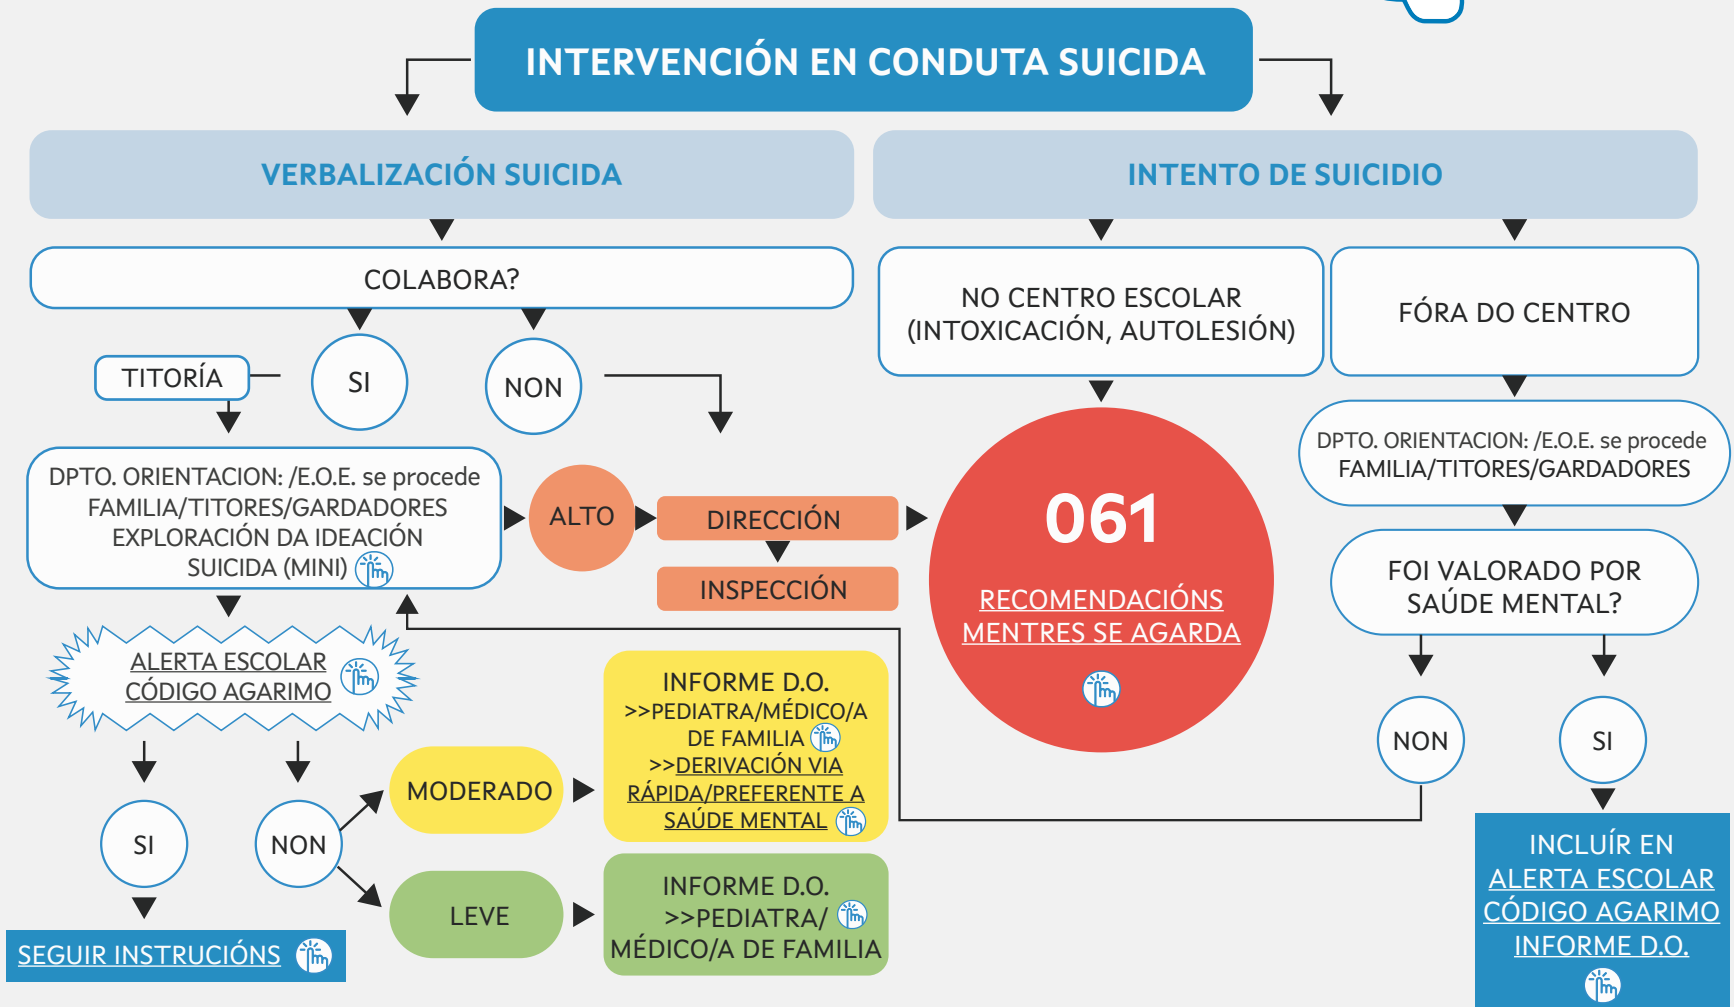 INTERVENCIÓN EN CONDUTA SUICIDA
VERBALIZACIÓN SUICIDA
INTENTO DE SUICIDIO
COLABORA?
NO CENTRO ESCOLAR
(INTOXICACIÓN, AUTOLESIÓN)
FÓRA DO CENTRO
TITORÍA
SI
NON
DPTO. ORIENTACION: /E.O.E. se procede
FAMILIA/TITORES/GARDADORES
EXPLORACIÓN DA IDEACIÓN
SUICIDA (MINI)
ALTO
DIRECCIÓN
INSPECCIÓN
061
RECOMENDACIÓNS
MENTRES SE AGARDA
DPTO. ORIENTACION: /E.O.E. se procede
FAMILIA/TITORES/GARDADORES
FOI VALORADO POR
SAÚDE MENTAL?
ALERTA ESCOLAR
CÓDIGO AGARIMO
INFORME D.O.
>>PEDIATRA/MÉDICO/A
DE FAMILIA
>>DERIVACIÓN VIA
RÁPIDA/PREFERENTE A
SAÚDE MENTAL
MODERADO
NON
SI
SI
NON
LEVE
INFORME D.O.
>>PEDIATRA/
MÉDICO/A DE FAMILIA
SEGUIR INSTRUCIÓNS
INCLUÍR EN
ALERTA ESCOLAR
CÓDIGO AGARIMO
INFORME D.O.